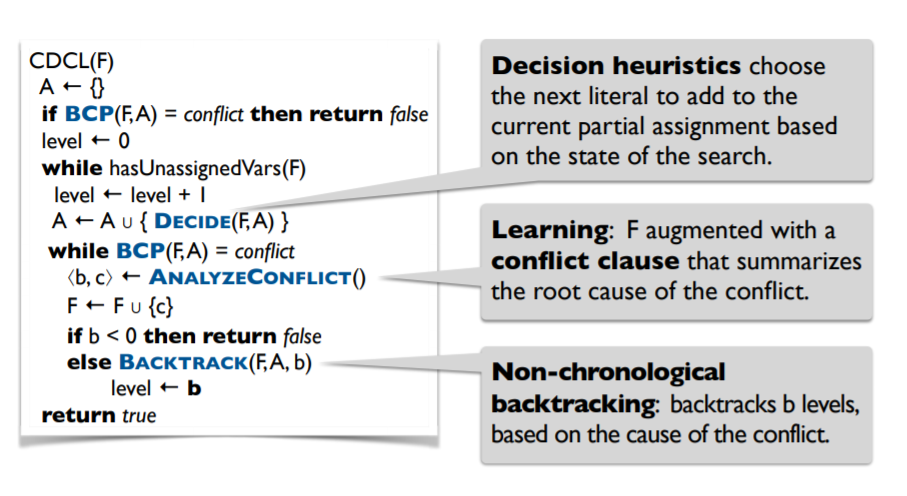 CDCL(F)
A ← {}
if BCP(F,A) = conflict then return false
level ← 0
while hasUnassignedVars(F)
level ← level + 1
A ← A ∪ { DECIDE(F,A) }
while BCP(F,A) = conflict
⟨b, c⟩ ← ANALYZECONFLICT()
F ← F ∪ {c}
if b < 0 then return false
else BACKTRACK(F,A, b)
level ← b
return true
Decision heuristics choose
the next literal to add to the
current partial assignment based
on the state of the search.
Learning: F augmented with a
conflict clause that summarizes
the root cause of the conflict.
Non-chronological
backtracking: backtracks b levels,
based on the cause of the conflict.